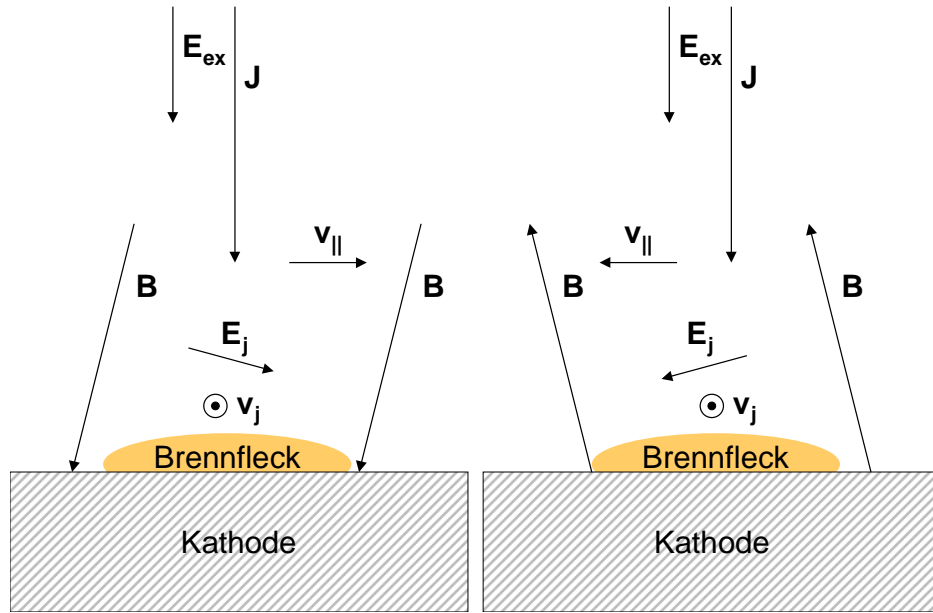 E_ex
J
v_||
B
B
E_j
v_j
Brennfleck
Kathode
E_ex
J
v_||
B
B
E_j
v_j
Brennfleck
Kathode